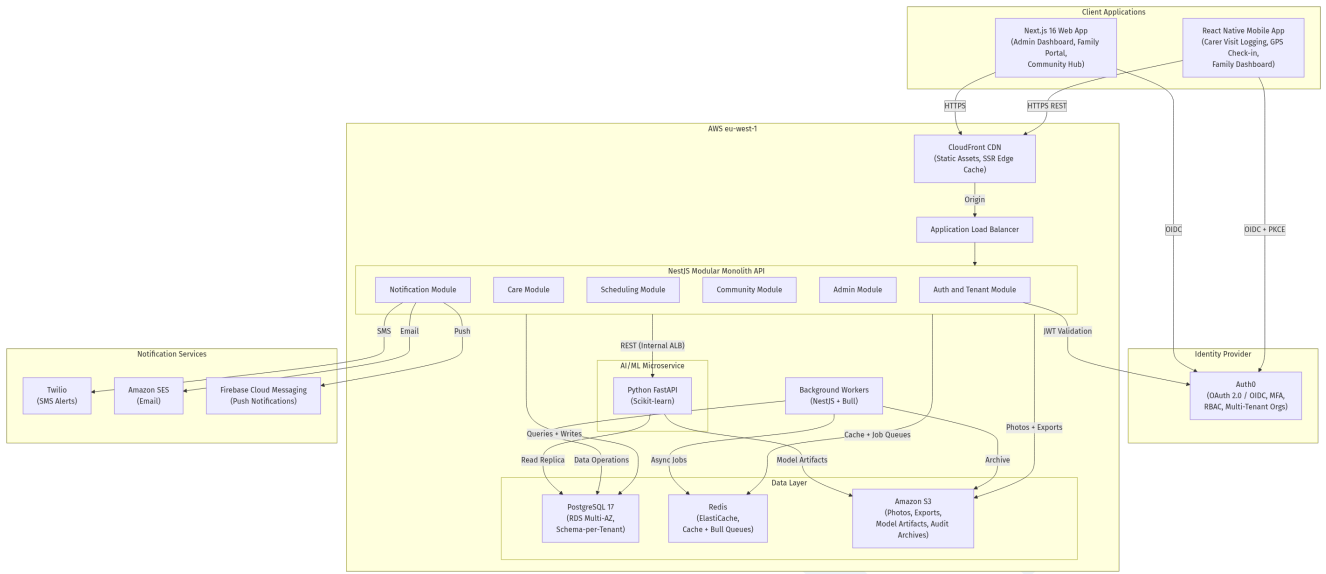 Client Applications
Next.js 16 Web App
(Admin Dashboard, Family
Portal,
Community Hub)
React Native Mobile App
(Carer Visit Logging, GPS
Check-in,
Family Dashboard)
HTTPS
HTTPS REST
AWS eu-west-1
CloudFront CDN
(Static Assets, SSR Edge
Cache)
Origin
Application Load Balancer
OIDC
OIDC + PKCE
NestJS Modular Monolith API
Notification Module
Care Module
Scheduling Module
Community Module
Admin Module
Auth and Tenant Module
SMS
Email
Push
REST (Internal ALB)
JWT Validation
Notification Services
Twilio
(SMS Alerts)
Amazon SES
(Email)
Firebase Cloud Messaging
(Push Notifications)
AI/ML Microservice
Python FastAPI
(Scikit-learn)
Background Workers
(NestJS + Bull)
Identity Provider
Auth0
(OAuth 2.0 / OIDC, MFA,
RBAC, Multi-Tenant Orgs)
Queries + Writes
Cache + Job Queues
Photos + Exports
Read Replica
Data Operations
Async Jobs
Model Artifacts
Archive
Data Layer
PostgreSQL 17
(RDS Multi-AZ,
Schema-per-Tenant)
Redis
(ElastiCache,
Cache + Bull Queues)
Amazon S3
(Photos, Exports,
Model Artifacts, Audit
Archives)